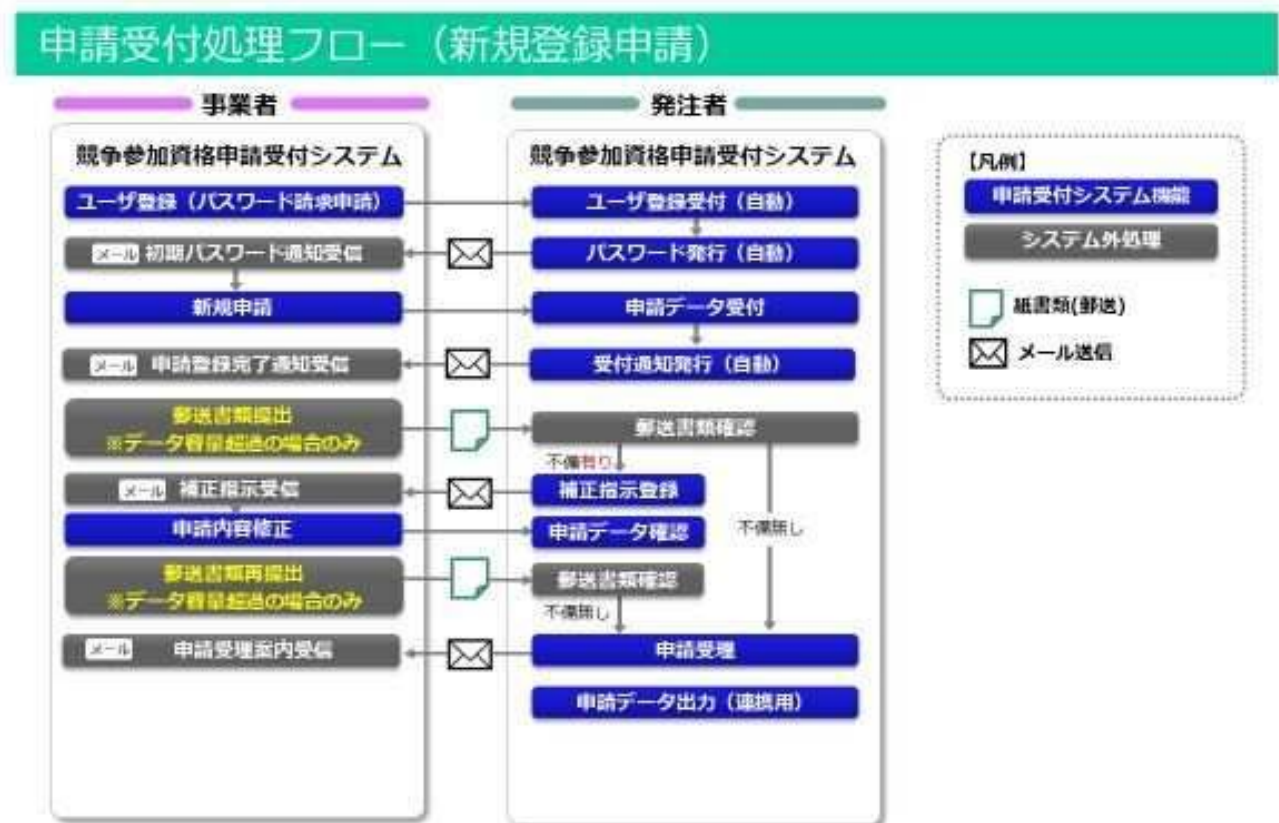 申請受付処理フロー（新規登録申請）
事業者
発注者
競争参加資格申請受付システム
競争参加資格申請受付システム
【凡例】
申請受付システム機能
システム外処理
紙書類(郵送)
メール送信
ユーザ登録（パスワード請求申請）
ユーザ登録受付（自動）
メール 初期パスワード通知受信
パスワード発行（自動）
新規申請
申請データ受付
メール 申請登録完了通知受信
受付通知発行（自動）
郵送書類提出
※データ容量超過の場合のみ
郵送書類確認
不備有り
メール 補正指示受信
補正指示登録
申請内容修正
申請データ確認
不備無し
郵送書類再提出
※データ容量超過の場合のみ
郵送書類確認
不備無し
メール 申請受理案内受信
申請受理
申請データ出力（連携用）